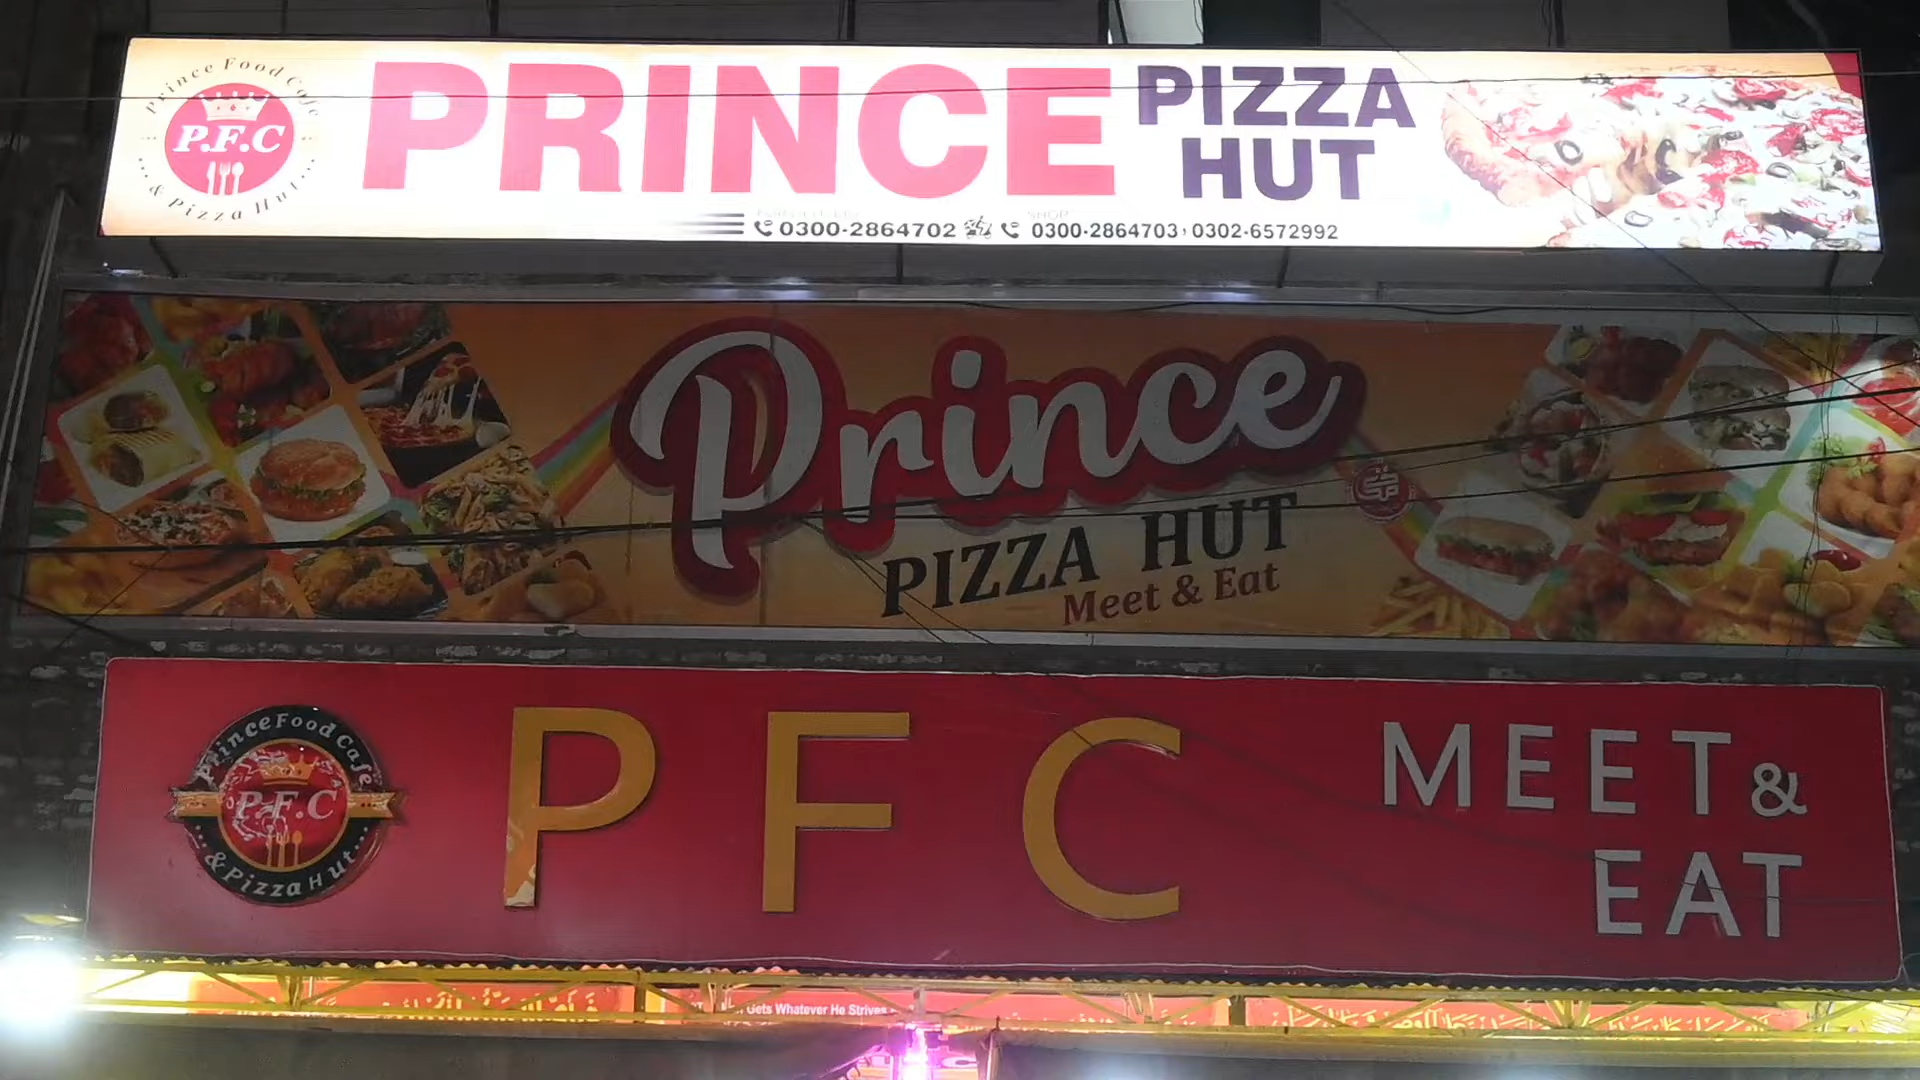 Prince Food Cafe
P.F.C
& Pizza Hut
PRINCE PIZZA HUT
SHOP
0300-2864702 0300-2864703, 0302-6572992
Prince
PIZZA HUT
Meet & Eat
Prince Food Cafe
P.F.C
& Pizza Hut
P F C
MEET &
EAT
Gets Whatever He Strives